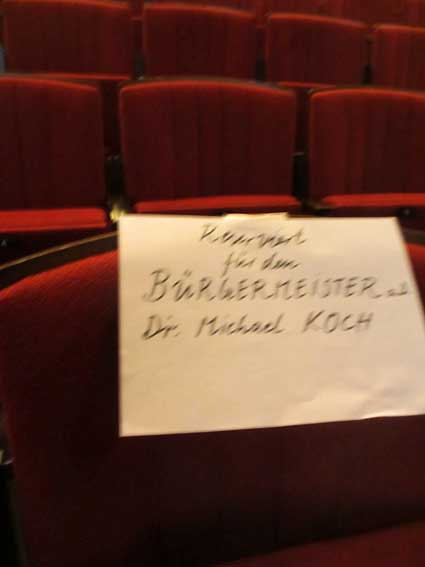 Reserviert
für den
BÜRGERMEISTER a.D.
Dr. Michael KOCH